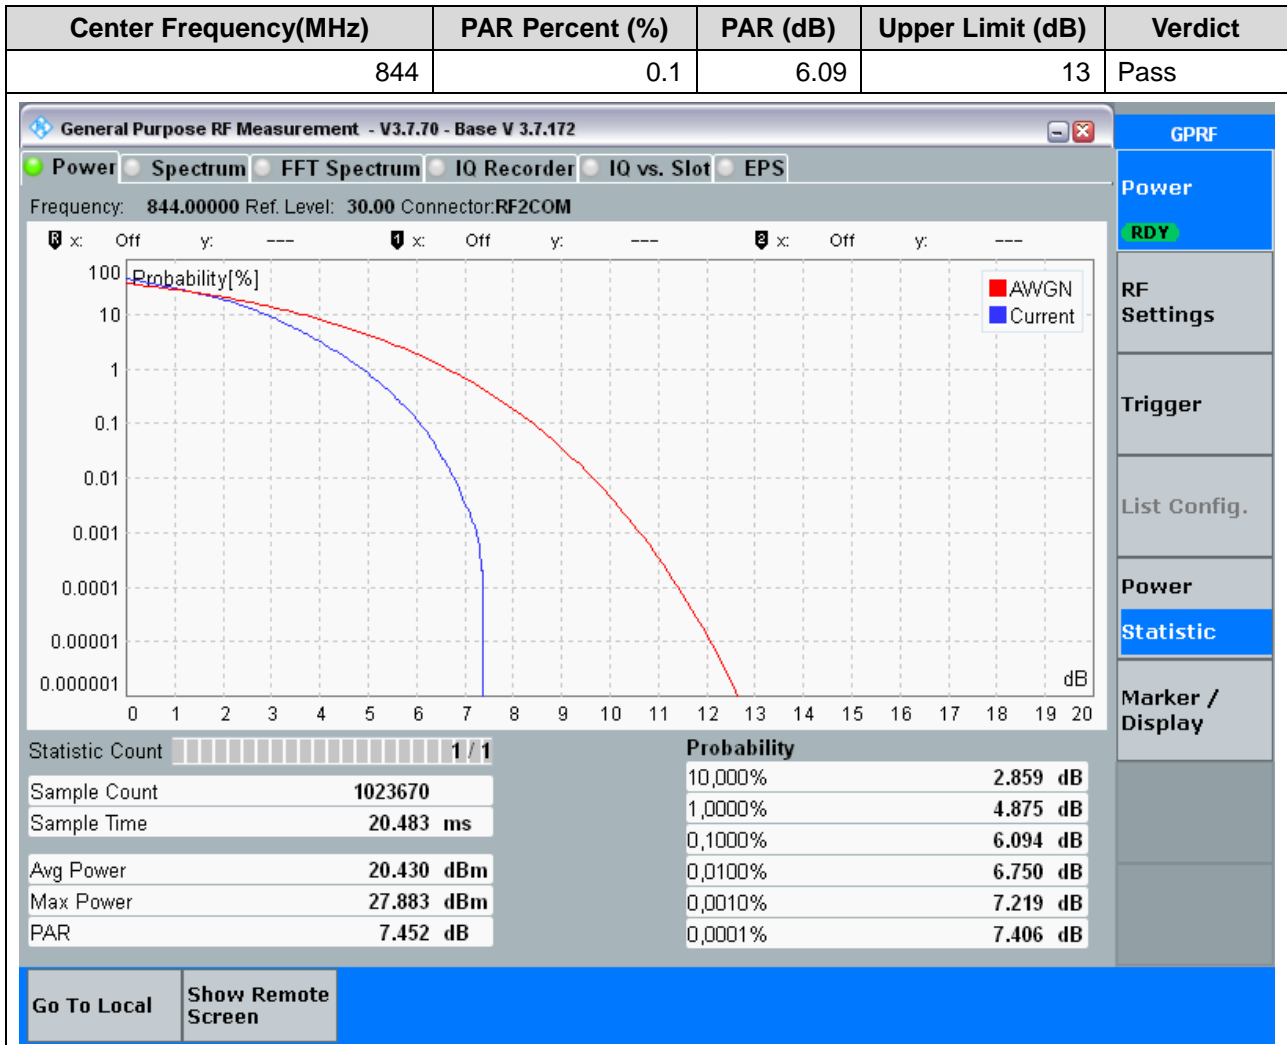 Center Frequency(MHz) PAR Percent (%) PAR (dB) Upper Limit (dB) Verdict
844 0.1 6.09 13 Pass
General Purpose RF Measurement - V3.7.70 - Base V 3.7.172
GPRF
Power Spectrum FFT Spectrum IQ Recorder IQ vs. Slot EPS
Frequency: 844.00000 Ref. Level: 30.00 Connector:RF2COM
R x: Off y: --- 1 x: Off y: --- 2 x: Off y: ---
Probability[%]
100
10
1
0.1
0.01
0.001
0.0001
0.00001
0.000001
AWGN
Current
dB
0 1 2 3 4 5 6 7 8 9 10 11 12 13 14 15 16 17 18 19 20
Statistic Count 1 / 1
Sample Count 1023670
Sample Time 20.483 ms
Avg Power 20.430 dBm
Max Power 27.883 dBm
PAR 7.452 dB
Probability
10,000% 2.859 dB
1,0000% 4.875 dB
0,1000% 6.094 dB
0,0100% 6.750 dB
0,0010% 7.219 dB
0,0001% 7.406 dB
Power
RDY
RF
Settings
Trigger
List Config.
Power
Statistic
Marker /
Display
Go To Local
Show Remote
Screen